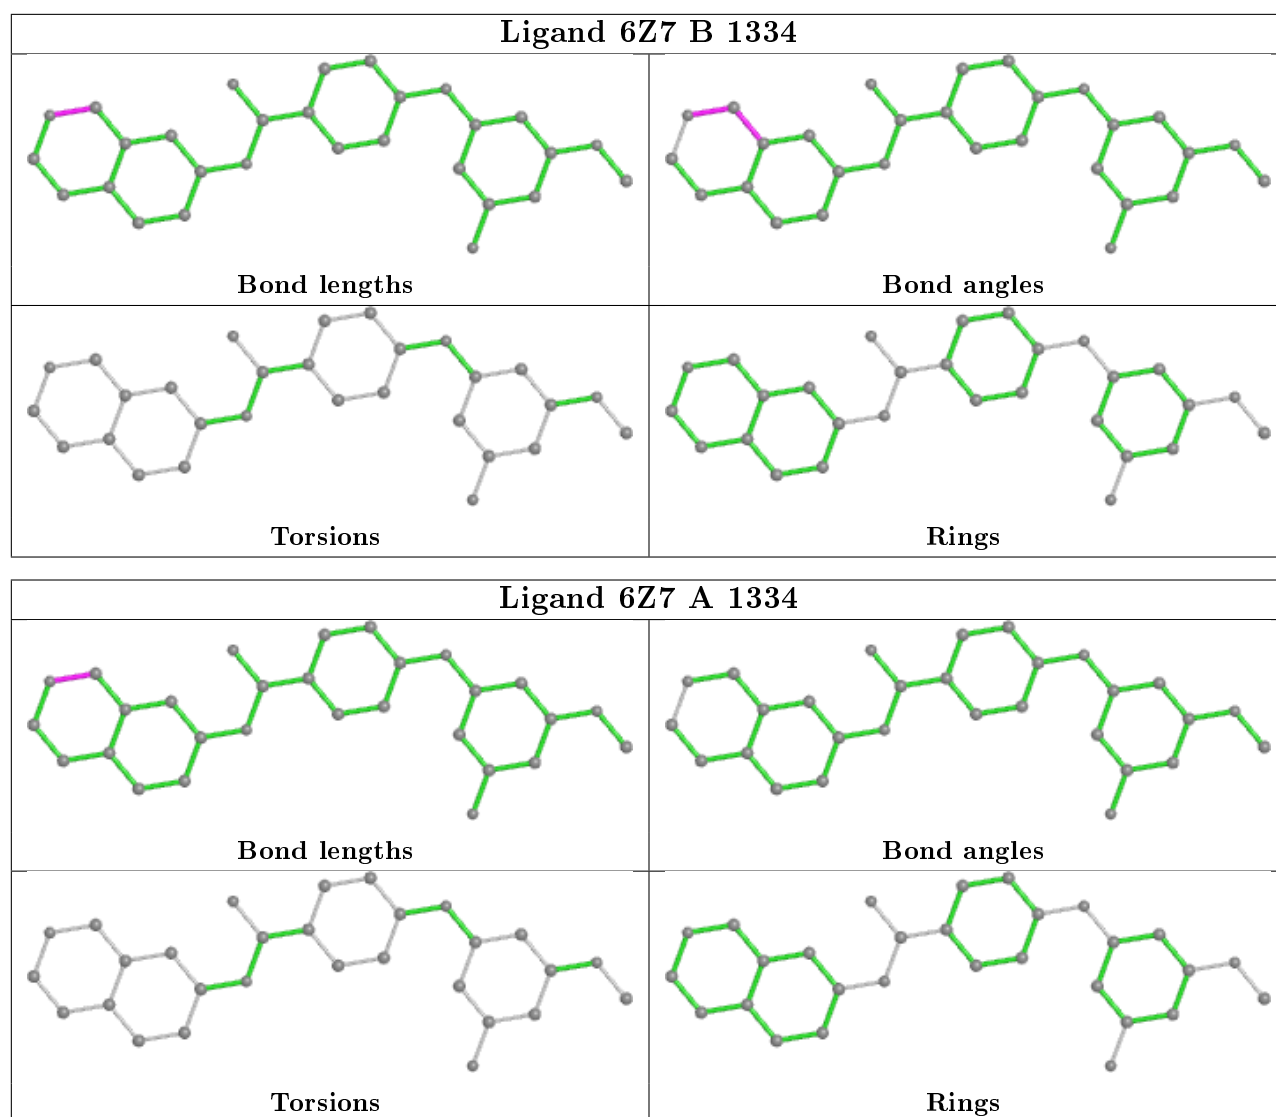 Ligand 6Z7 B 1334
Bond lengths
Bond angles
Torsions
Rings
Ligand 6Z7 A 1334
Bond lengths
Bond angles
Torsions
Rings